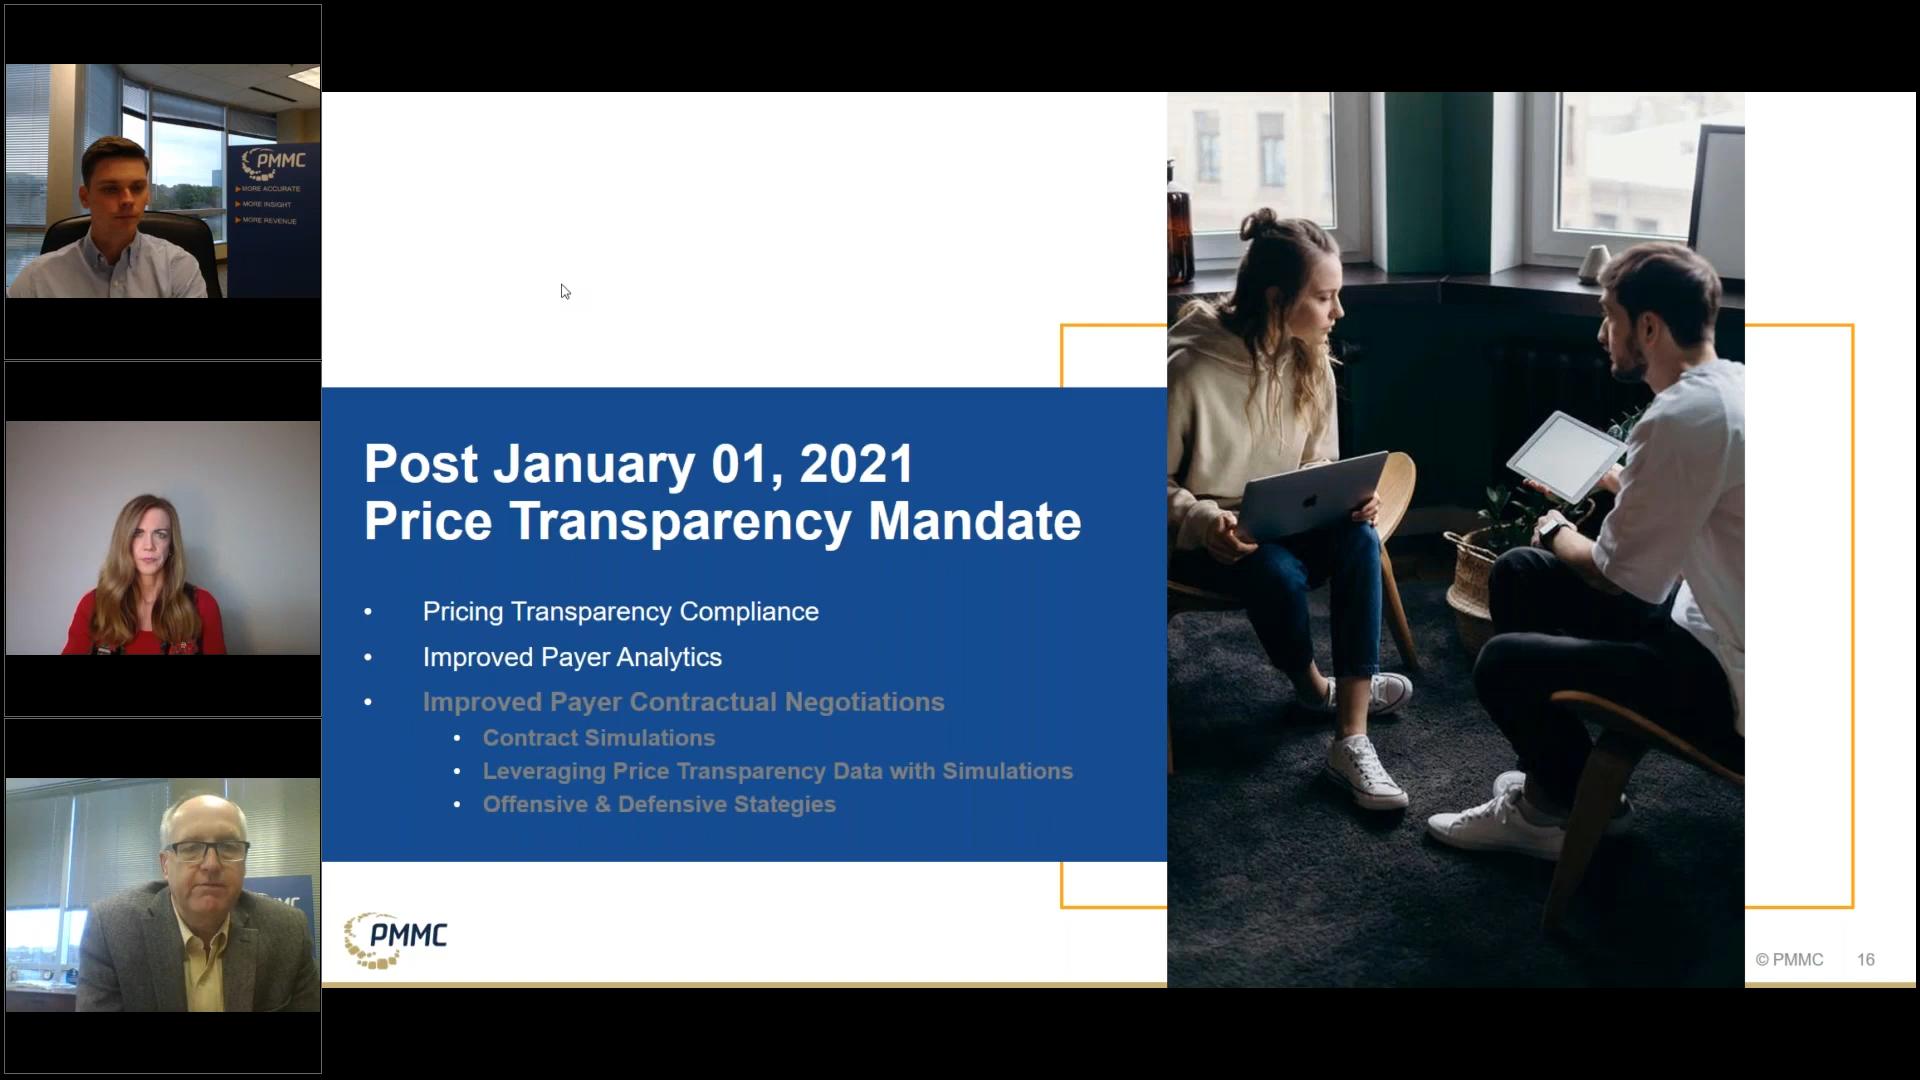 PMMC
MORE ACCURATE
MORE INSIGHT
MORE REVENUE
Post January 01, 2021
Price Transparency Mandate
• Pricing Transparency Compliance
• Improved Payer Analytics
• Improved Payer Contractual Negotiations
• Contract Simulations
• Leveraging Price Transparency Data with Simulations
• Offensive & Defensive Stategies
PMMC
© PMMC 16